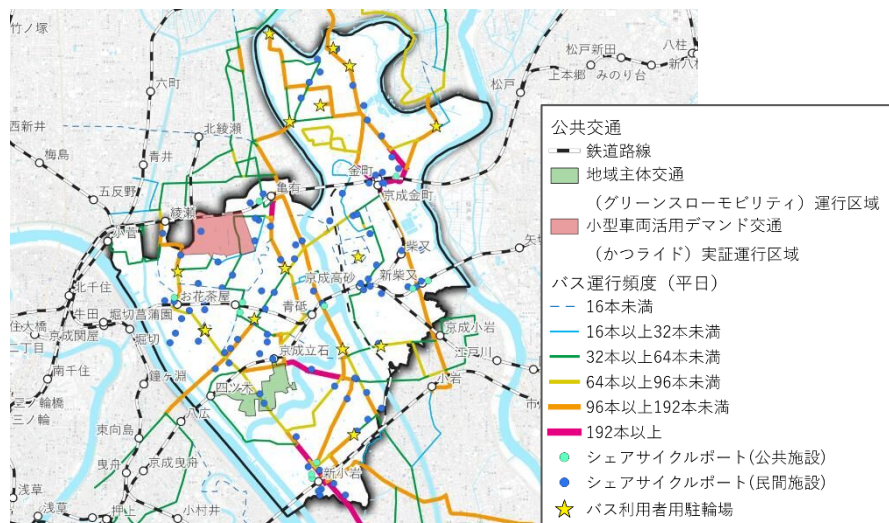 竹ノ塚
六町
西新井
北綾瀬
梅島
青井
五反野
綾瀬
亀有
小菅
金町
京成金町
松戸
松戸新田
八柱
上本郷
みのり台
新八柱
柴又
矢切
北千住
お花茶屋
京成高砂
新柴又
牛田
堀切菖蒲園
青砥
京成関屋
堀切
京成小岩
京成立石
江戸川
南千住
鐘ヶ淵
四ツ木
小岩
市
三ノ輪橋
三ノ輪
八広
東向島
曳舟
京成曳舟
新小岩
浅草
浅草
押上
小村井
公共交通
鉄道路線
地域主体交通
（グリーンスローモビリティ）運行区域
小型車両活用デマンド交通
（かつライド）実証運行区域
バス運行頻度（平日）
16本未満
16本以上32本未満
32本以上64本未満
64本以上96本未満
96本以上192本未満
192本以上
シェアサイクルポート(公共施設)
シェアサイクルポート(民間施設)
バス利用者用駐輪場